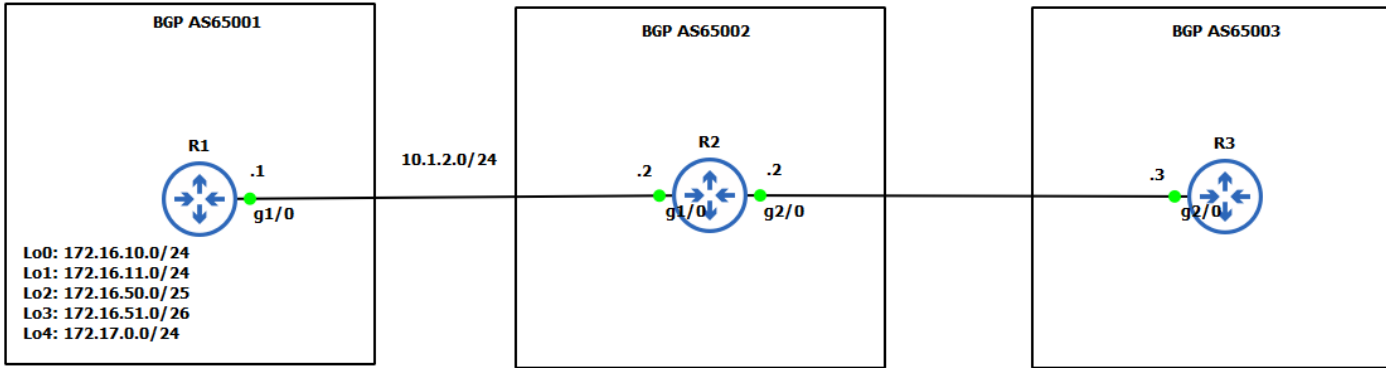 BGP AS65001
BGP AS65002
BGP AS65003
R1
.1
g1/0
10.1.2.0/24
R2
.2
.2
g1/0
g2/0
R3
.3
g2/0
Lo0: 172.16.10.0/24
Lo1: 172.16.11.0/24
Lo2: 172.16.50.0/25
Lo3: 172.16.51.0/26
Lo4: 172.17.0.0/24